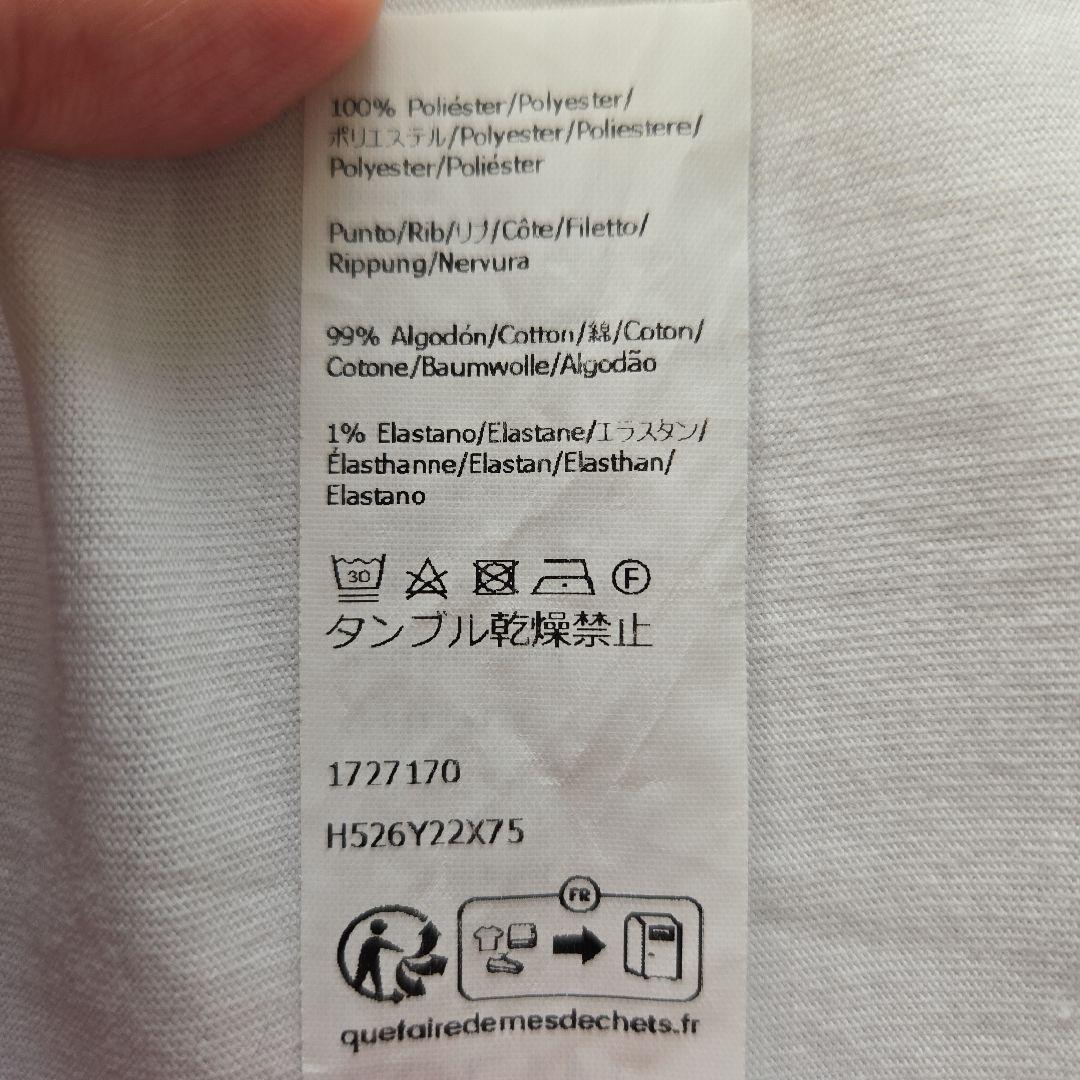 100% Poliéster/Polyester/
ポリエステル/Polyester/Poliestere/
Polyester/Poliéster
Punto/Rib/リブ/Côte/Filetto/
Rippung/Nervura
99% Algodón/Cotton/綿/Coton/
Cotone/Baumwolle/Algodão
1% Elastano/Elastane/エラスタン/
Élasthanne/Elastan/Elasthan/
Elastano
30 F
タンブル乾燥禁止
1727170
H526Y22X75
FR
quefairedemesdechets.fr